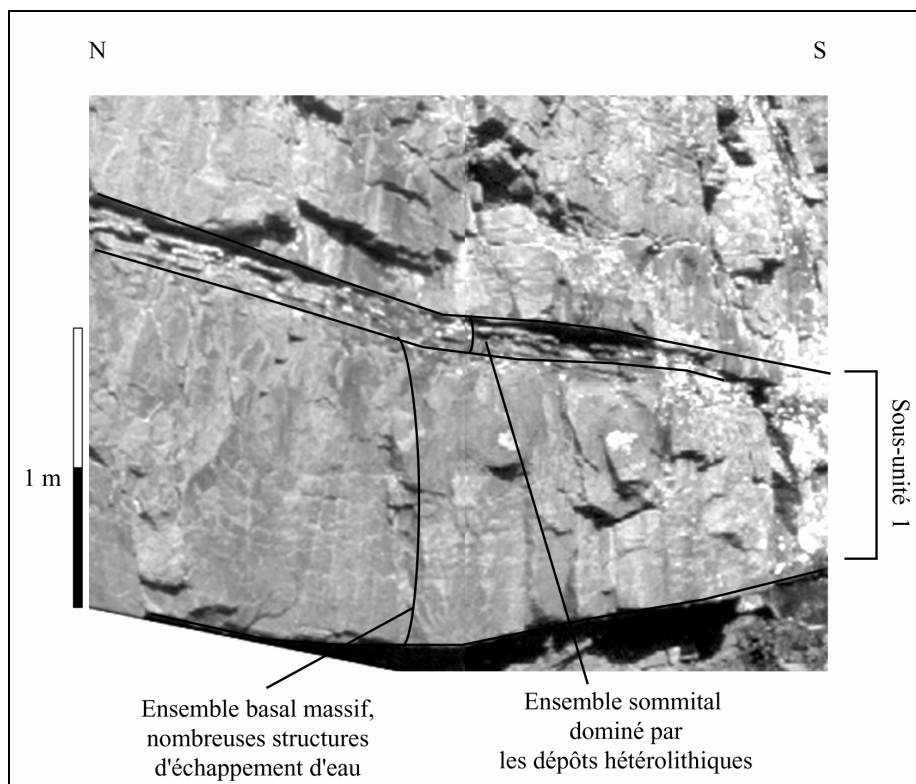 N
S
1 m
Sous-unité 1
Ensemble basal massif,
nombreuses structures
d'échappement d'eau
Ensemble sommital
dominé par
les dépôts hétérolithiques